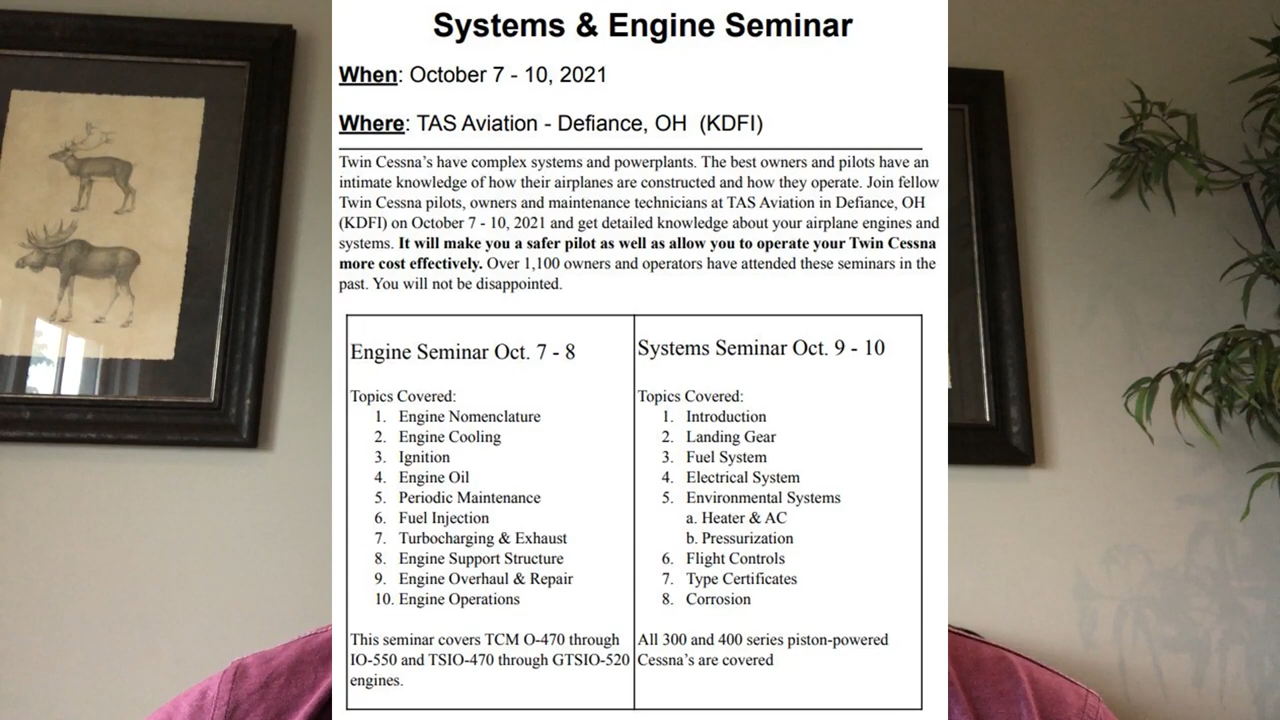 Systems & Engine Seminar
When: October 7 - 10, 2021
Where: TAS Aviation - Defiance, OH (KDFI)
Twin Cessna's have complex systems and powerplants. The best owners and pilots have an
intimate knowledge of how their airplanes are constructed and how they operate. Join fellow
Twin Cessna pilots, owners and maintenance technicians at TAS Aviation in Defiance, OH
(KDFI) on October 7 - 10, 2021 and get detailed knowledge about your airplane engines and
systems. It will make you a safer pilot as well as allow you to operate your Twin Cessna
more cost effectively. Over 1,100 owners and operators have attended these seminars in the
past. You will not be disappointed.
Engine Seminar Oct. 7 - 8
Topics Covered:
1. Engine Nomenclature
2. Engine Cooling
3. Ignition
4. Engine Oil
5. Periodic Maintenance
6. Fuel Injection
7. Turbocharging & Exhaust
8. Engine Support Structure
9. Engine Overhaul & Repair
10. Engine Operations
This seminar covers TCM O-470 through
IO-550 and TSIO-470 through GTSIO-520
engines.
Systems Seminar Oct. 9 - 10
Topics Covered:
1. Introduction
2. Landing Gear
3. Fuel System
4. Electrical System
5. Environmental Systems
a. Heater & AC
b. Pressurization
6. Flight Controls
7. Type Certificates
8. Corrosion
All 300 and 400 series piston-powered
Cessna's are covered